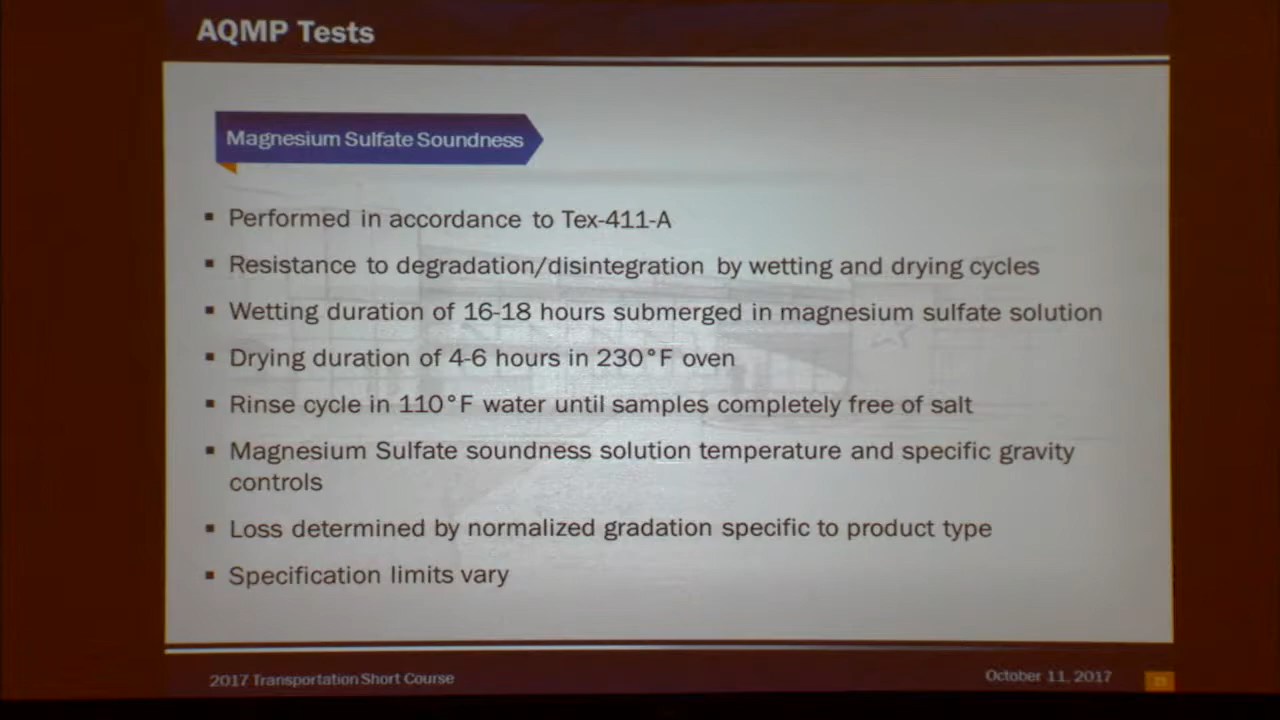 AQMP Tests
Magnesium Sulfate Soundness
▪ Performed in accordance to Tex-411-A
▪ Resistance to degradation/disintegration by wetting and drying cycles
▪ Wetting duration of 16-18 hours submerged in magnesium sulfate solution
▪ Drying duration of 4-6 hours in 230°F oven
▪ Rinse cycle in 110°F water until samples completely free of salt
▪ Magnesium Sulfate soundness solution temperature and specific gravity
controls
▪ Loss determined by normalized gradation specific to product type
▪ Specification limits vary
2017 Transportation Short Course
October 11, 2017